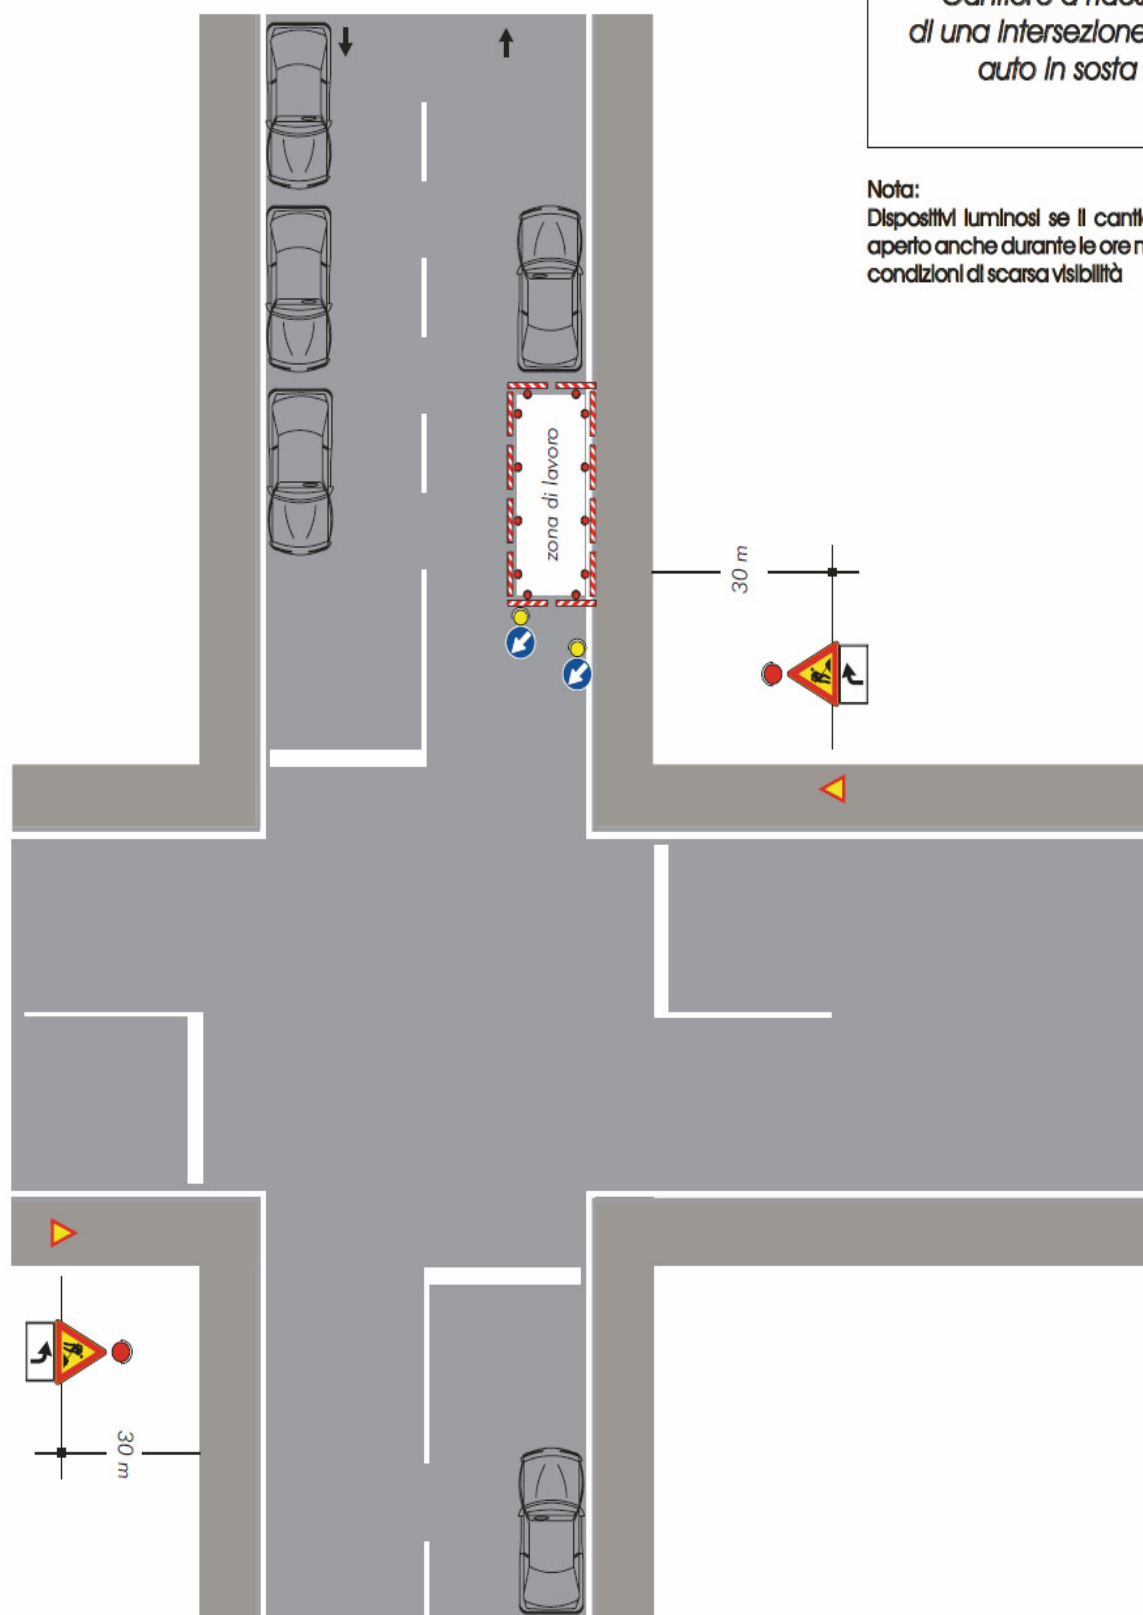 di una intersezione
auto in sosta
Nota:
Dispositivi luminosi se il
aperto anche durante le ore
condizioni di scarsa visibilità
zona di lavoro
30 m
30 m